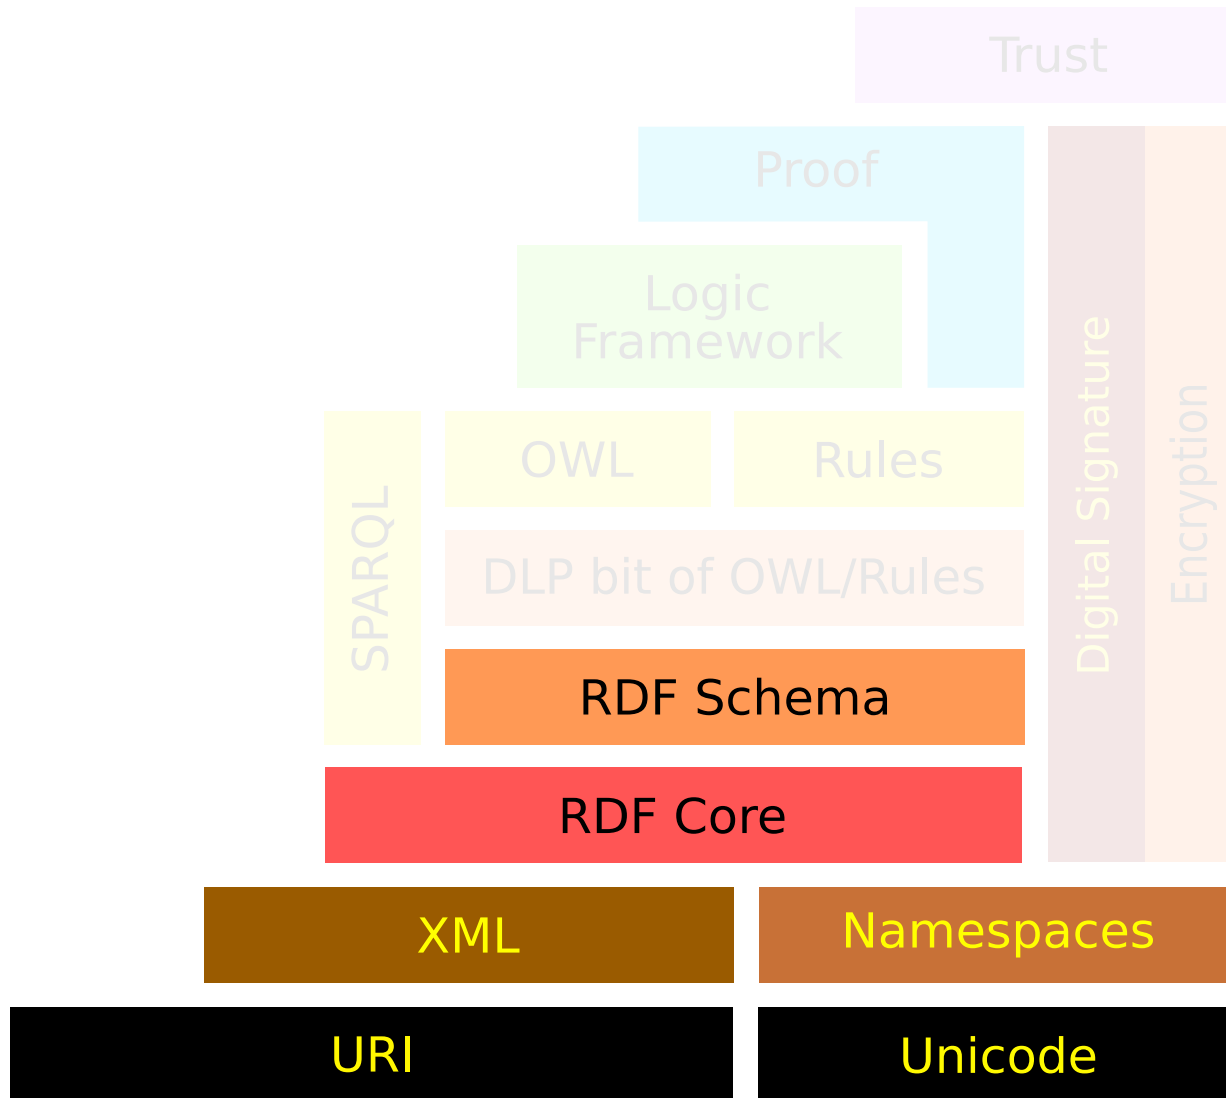 Trust
Proof
Logic
Framework
OWL
Rules
SPARQL
DLP bit of OWL/Rules
Digital Signature
Encryption
RDF Schema
RDF Core
XML
Namespaces
URI
Unicode